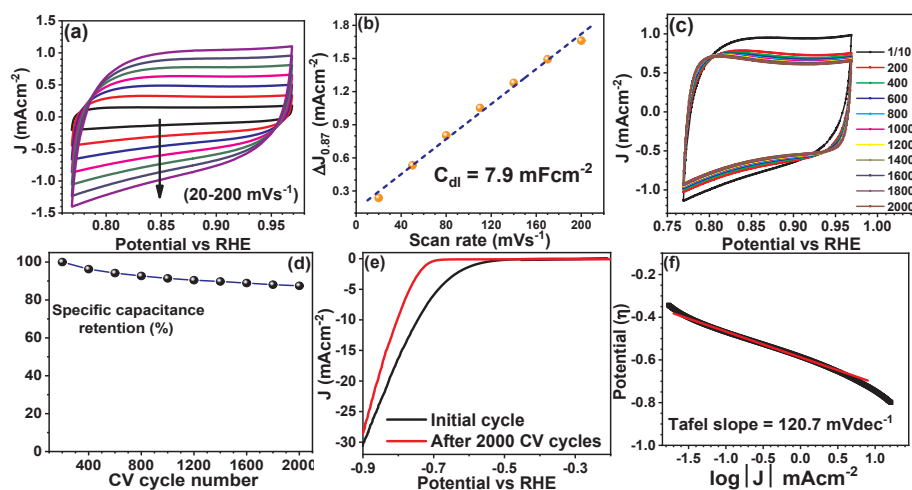 (a)
J (mAcm-2)
1.5
1.0
0.5
0.0
-0.5
-1.0
-1.5
(20-200 mVs-1)
0.80 0.85 0.90 0.95
Potential vs RHE
(b)
ΔJ0.87 (mAcm-2)
1.8
1.5
1.2
0.9
0.6
0.3
Cdl = 7.9 mFcm-2
0 40 80 120 160 200
Scan rate (mVs-1)
(c)
J (mAcm-2)
1.0
0.5
0.0
-0.5
-1.0
1/10
200
400
600
800
1000
1200
1400
1600
1800
2000
0.75 0.80 0.85 0.90 0.95 1.00
Potential vs RHE
(d)
100
80
60
40
20
0
Specific capacitance
retention (%)
400 800 1200 1600 2000
CV cycle number
(e)
J (mAcm-2)
0
-5
-10
-15
-20
-25
-30
Initial cycle
After 2000 CV cycles
-0.9 -0.7 -0.5 -0.3
Potential vs RHE
(f)
Potential (η)
-0.2
-0.4
-0.6
-0.8
-1.0
Tafel slope = 120.7 mVdec-1
-1.5 -1.0 -0.5 0.0 0.5 1.0
log|J| mAcm-2